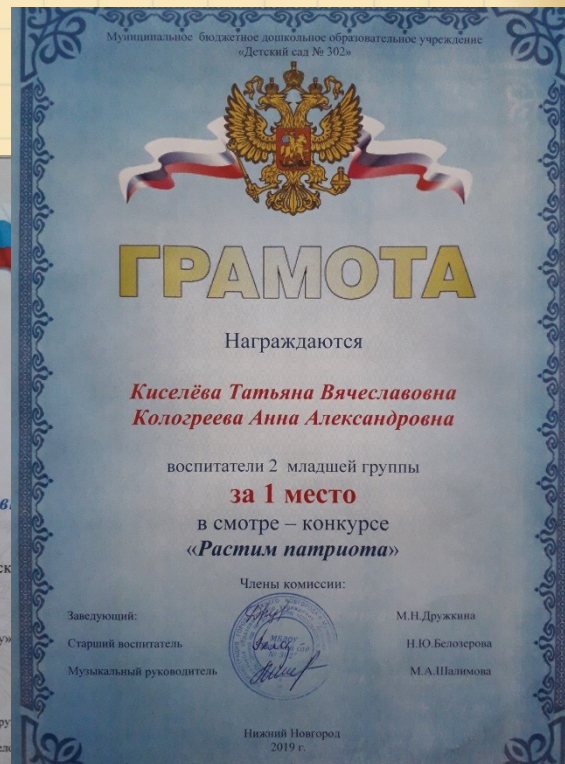 Муниципальное бюджетное дошкольное образовательное учреждение
«Детский сад № 302»
ГРАМОТА
Награждаются
Киселёва Татьяна Вячеславовна
Кологреева Анна Александровна
воспитатели 2 младшей группы
за 1 место
в смотре – конкурсе
«Растим патриота»
Члены комиссии:
Заведующий: М.Н.Дружкина
Старший воспитатель Н.Ю.Белозерова
Музыкальный руководитель М.А.Шалимова
МБДОУ
Нижний Новгород
2019 г.